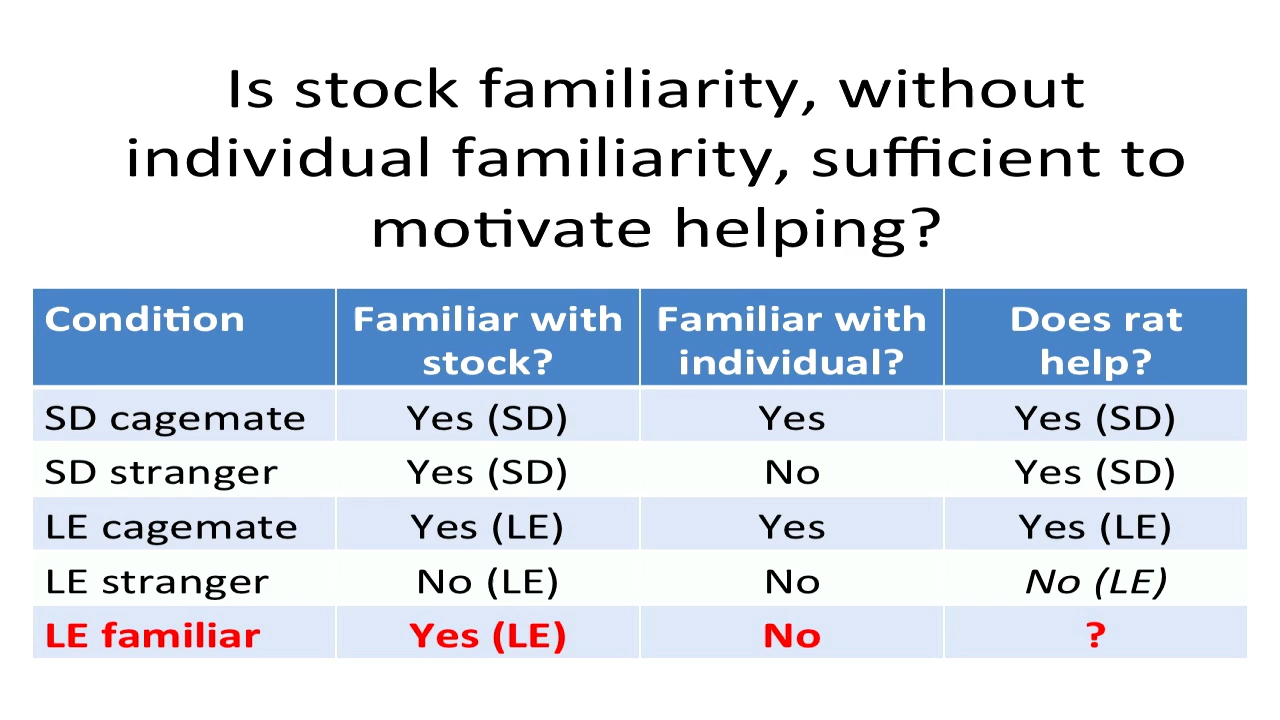 Is stock familiarity, without
individual familiarity, sufficient to
motivate helping?
Condition
Familiar with
stock?
Familiar with
individual?
Does rat
help?
SD cagemate
Yes (SD)
Yes
Yes (SD)
SD stranger
Yes (SD)
No
Yes (SD)
LE cagemate
Yes (LE)
Yes
Yes (LE)
LE stranger
No (LE)
No
No (LE)
LE familiar
Yes (LE)
No
?